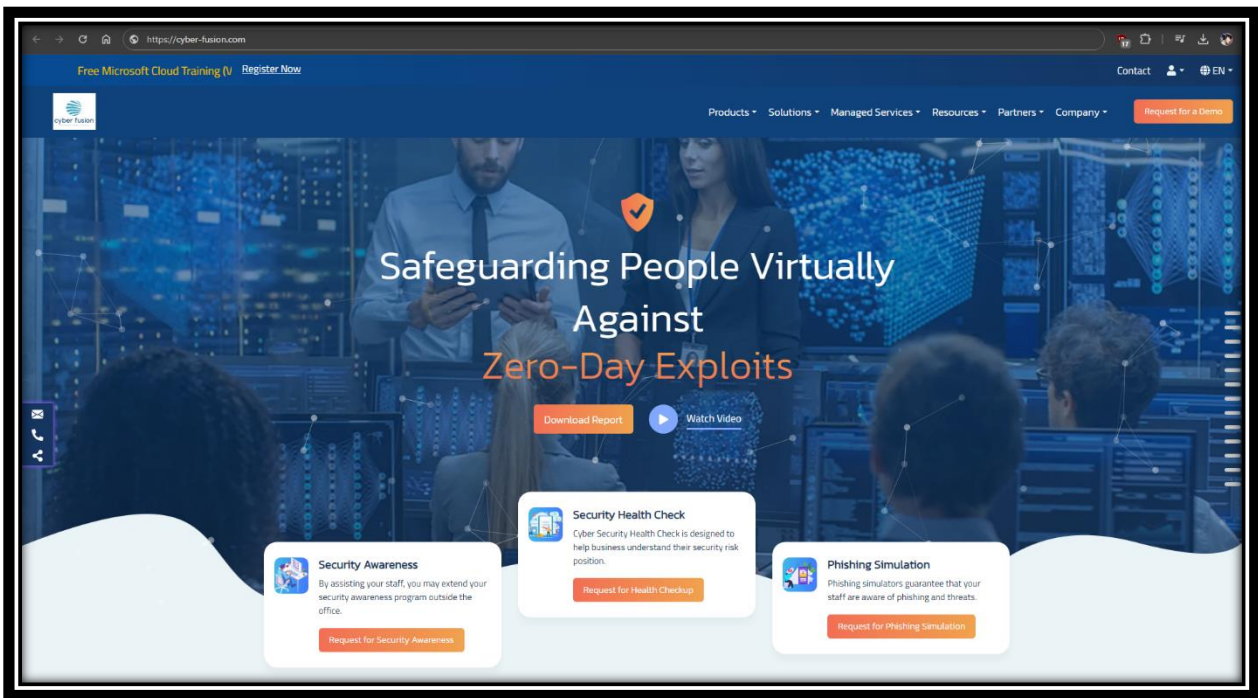 https://cyber-fusion.com
17
Free Microsoft Cloud Training (V Register Now
Contact EN
cyber fusion
Products Solutions Managed Services Resources Partners Company Request for a Demo
Safeguarding People Virtually
Against
Zero-Day Exploits
Download Report Watch Video
Security Health Check
Cyber Security Health Check is designed to
help business understand their security risk
position.
Request for Health Checkup
Security Awareness
By assisting your staff, you may extend your
security awareness program outside the
office.
Request for Security Awareness
Phishing Simulation
Phishing simulators guarantee that your
staff are aware of phishing and threats.
Request for Phishing Simulation